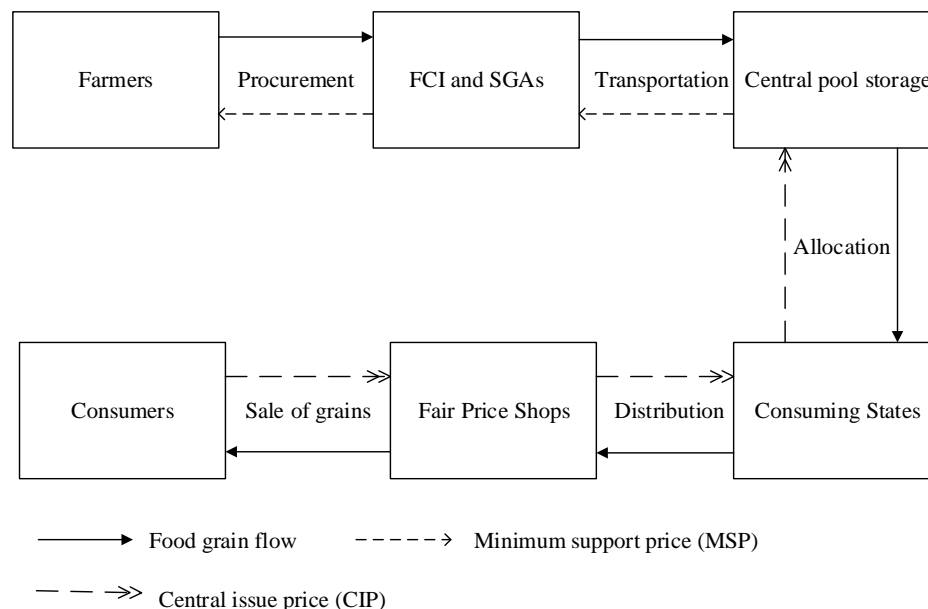 Farmers
Procurement
FCI and SGAs
Transportation
Central pool storage
Allocation
Consumers
Sale of grains
Fair Price Shops
Distribution
Consuming States
Food grain flow
Minimum support price (MSP)
Central issue price (CIP)